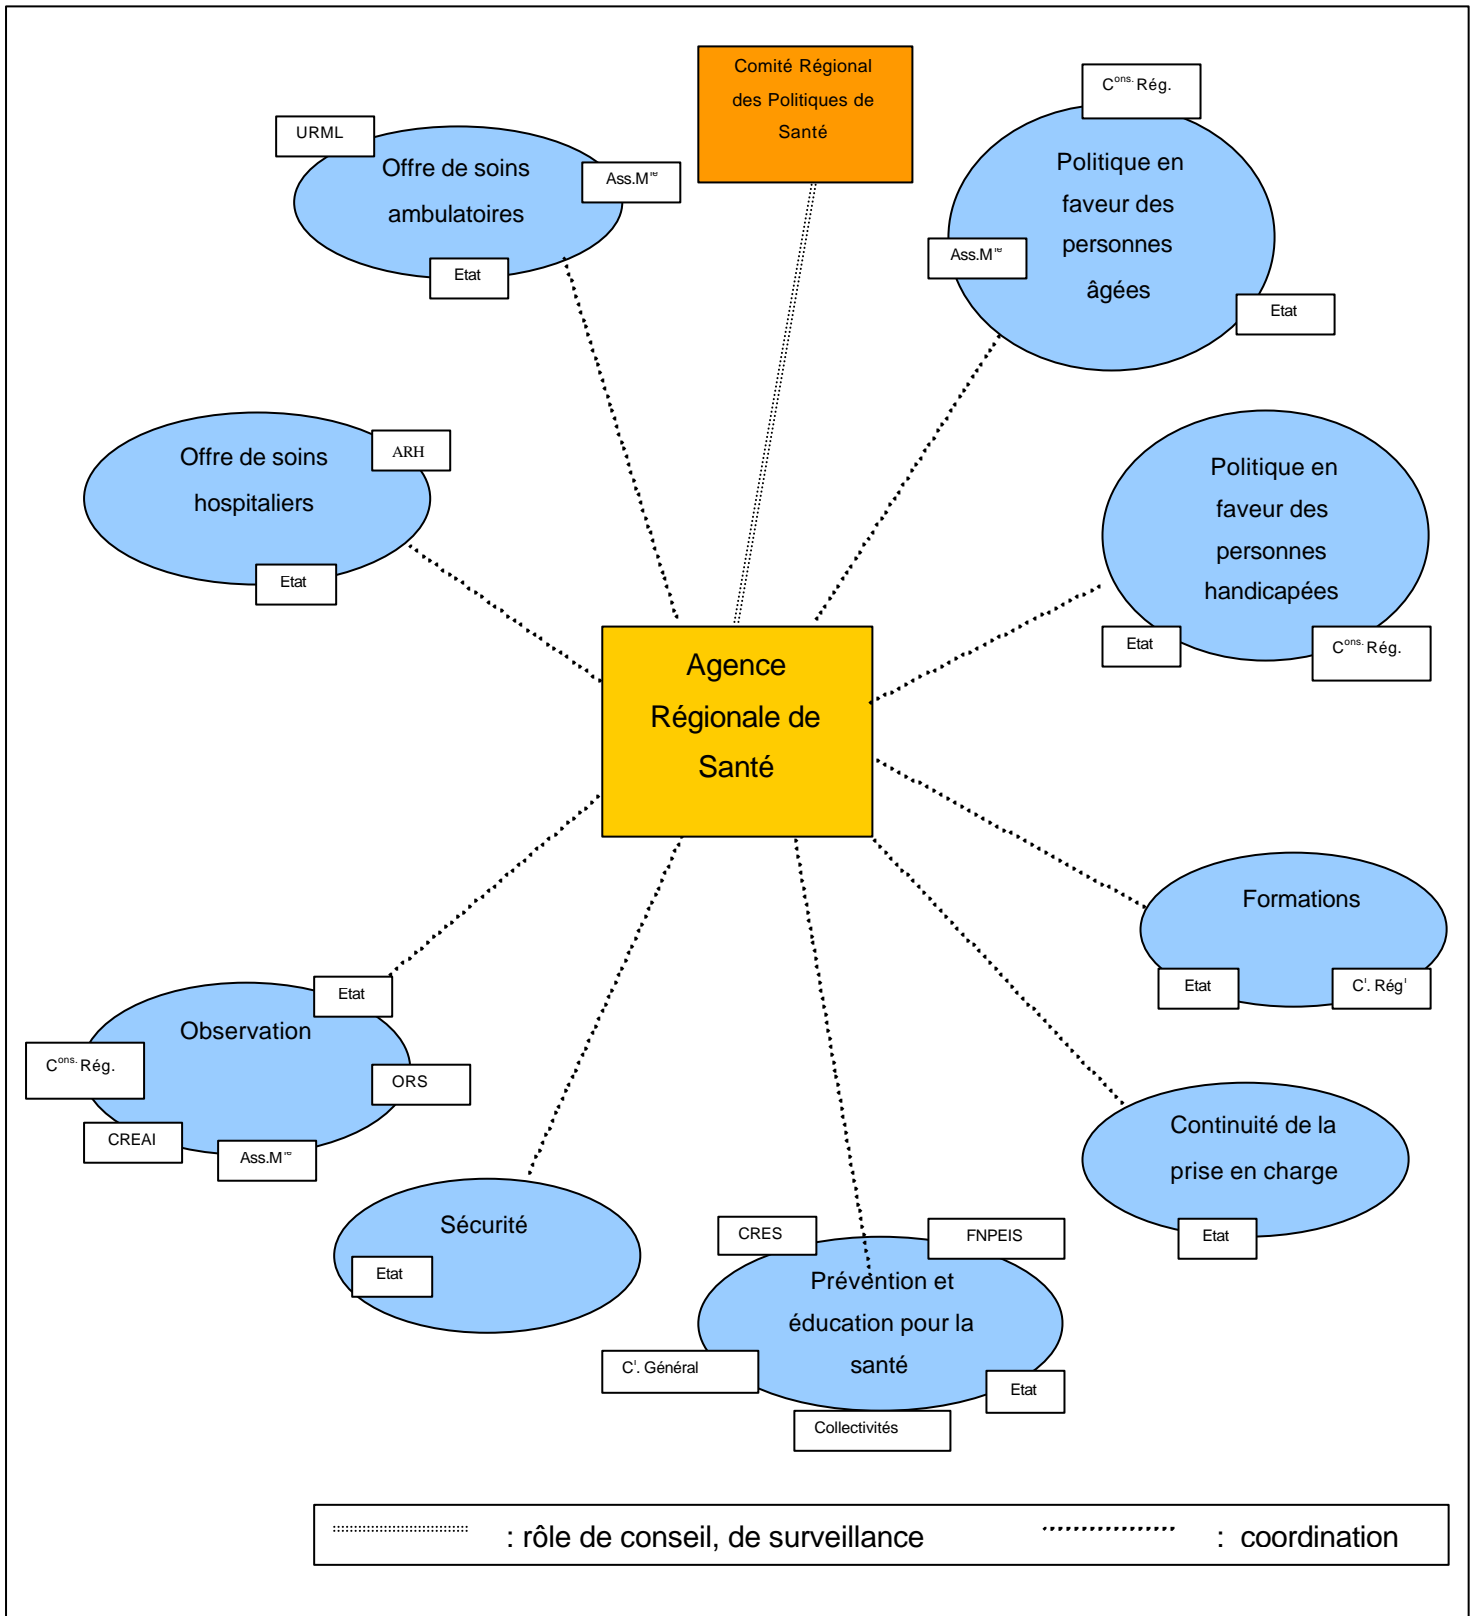 Comité Régional
des Politiques de
Santé
URML
Offre de soins
ambulatoires
Ass.Mie
Etat
Cons. Rég.
Politique en
faveur des
personnes
âgées
Ass.Mie
Etat
Offre de soins
hospitaliers
ARH
Etat
Politique en
faveur des
personnes
handicapées
Etat
Cons. Rég.
Agence
Régionale de
Santé
Formations
Etat
Cl. Régl
Observation
Etat
Cons. Rég.
ORS
CREAI
Ass.Mie
Continuité de la
prise en charge
Etat
Sécurité
Etat
CRES
FNPEIS
Prévention et
éducation pour la
santé
Cl. Général
Etat
Collectivités
: rôle de conseil, de surveillance
: coordination